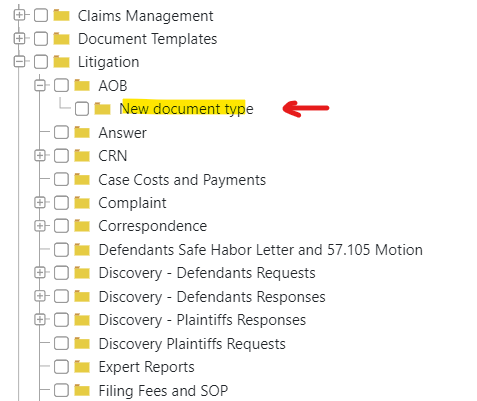 Claims Management
Document Templates
Litigation
AOB
New document type
Answer
CRN
Case Costs and Payments
Complaint
Correspondence
Defendants Safe Habor Letter and 57.105 Motion
Discovery - Defendants Requests
Discovery - Defendants Responses
Discovery - Plaintiffs Responses
Discovery Plaintiffs Requests
Expert Reports
Filing Fees and SOP